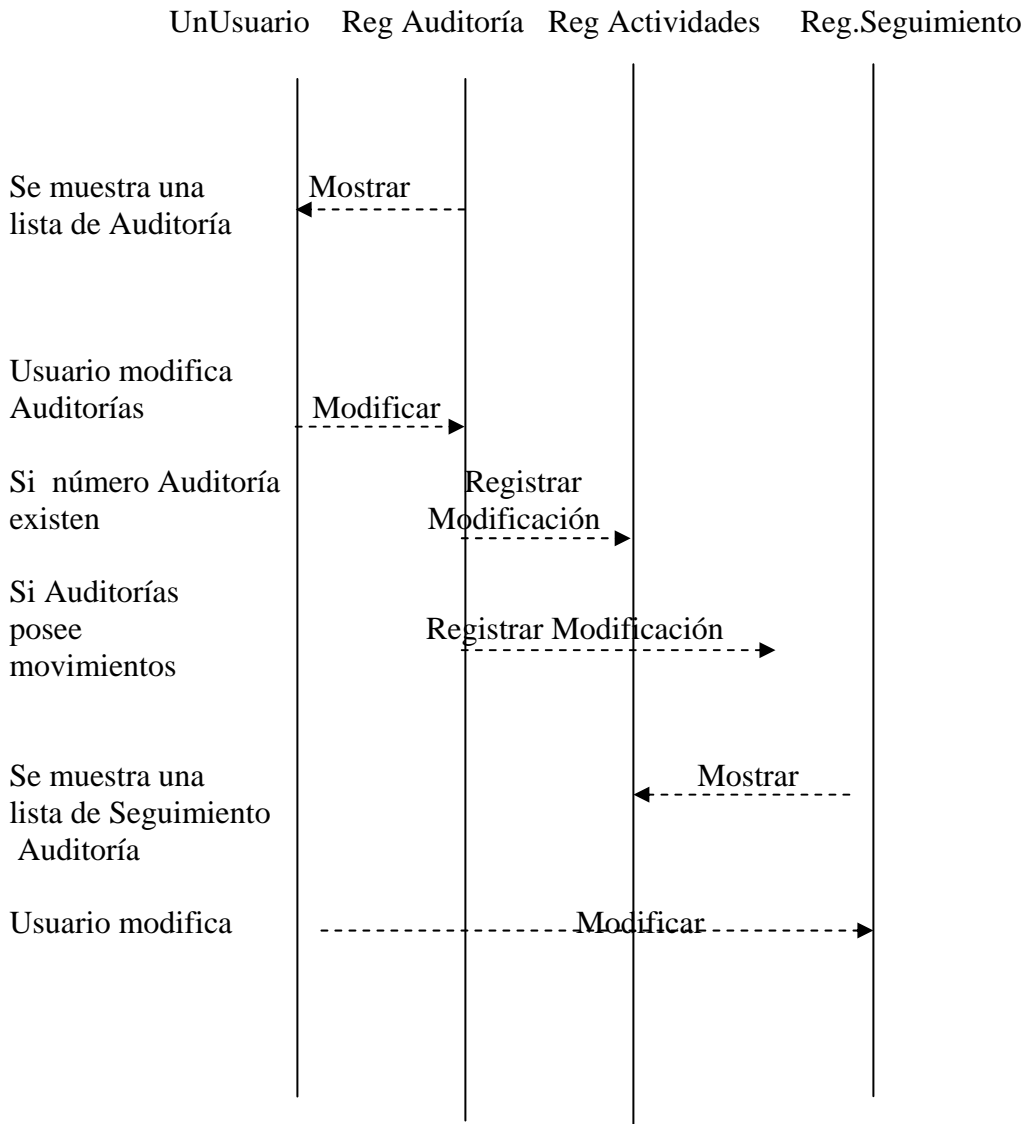 UnUsuario Reg Auditoría Reg Actividades Reg.Seguimiento
Se muestra una
lista de Auditoría
Mostrar
Usuario modifica
Auditorías
Modificar
Si número Auditoría
existen
Registrar
Modificación
Si Auditorías
posee
movimientos
Registrar Modificación
Se muestra una
lista de Seguimiento
Auditoría
Mostrar
Usuario modifica
Modificar